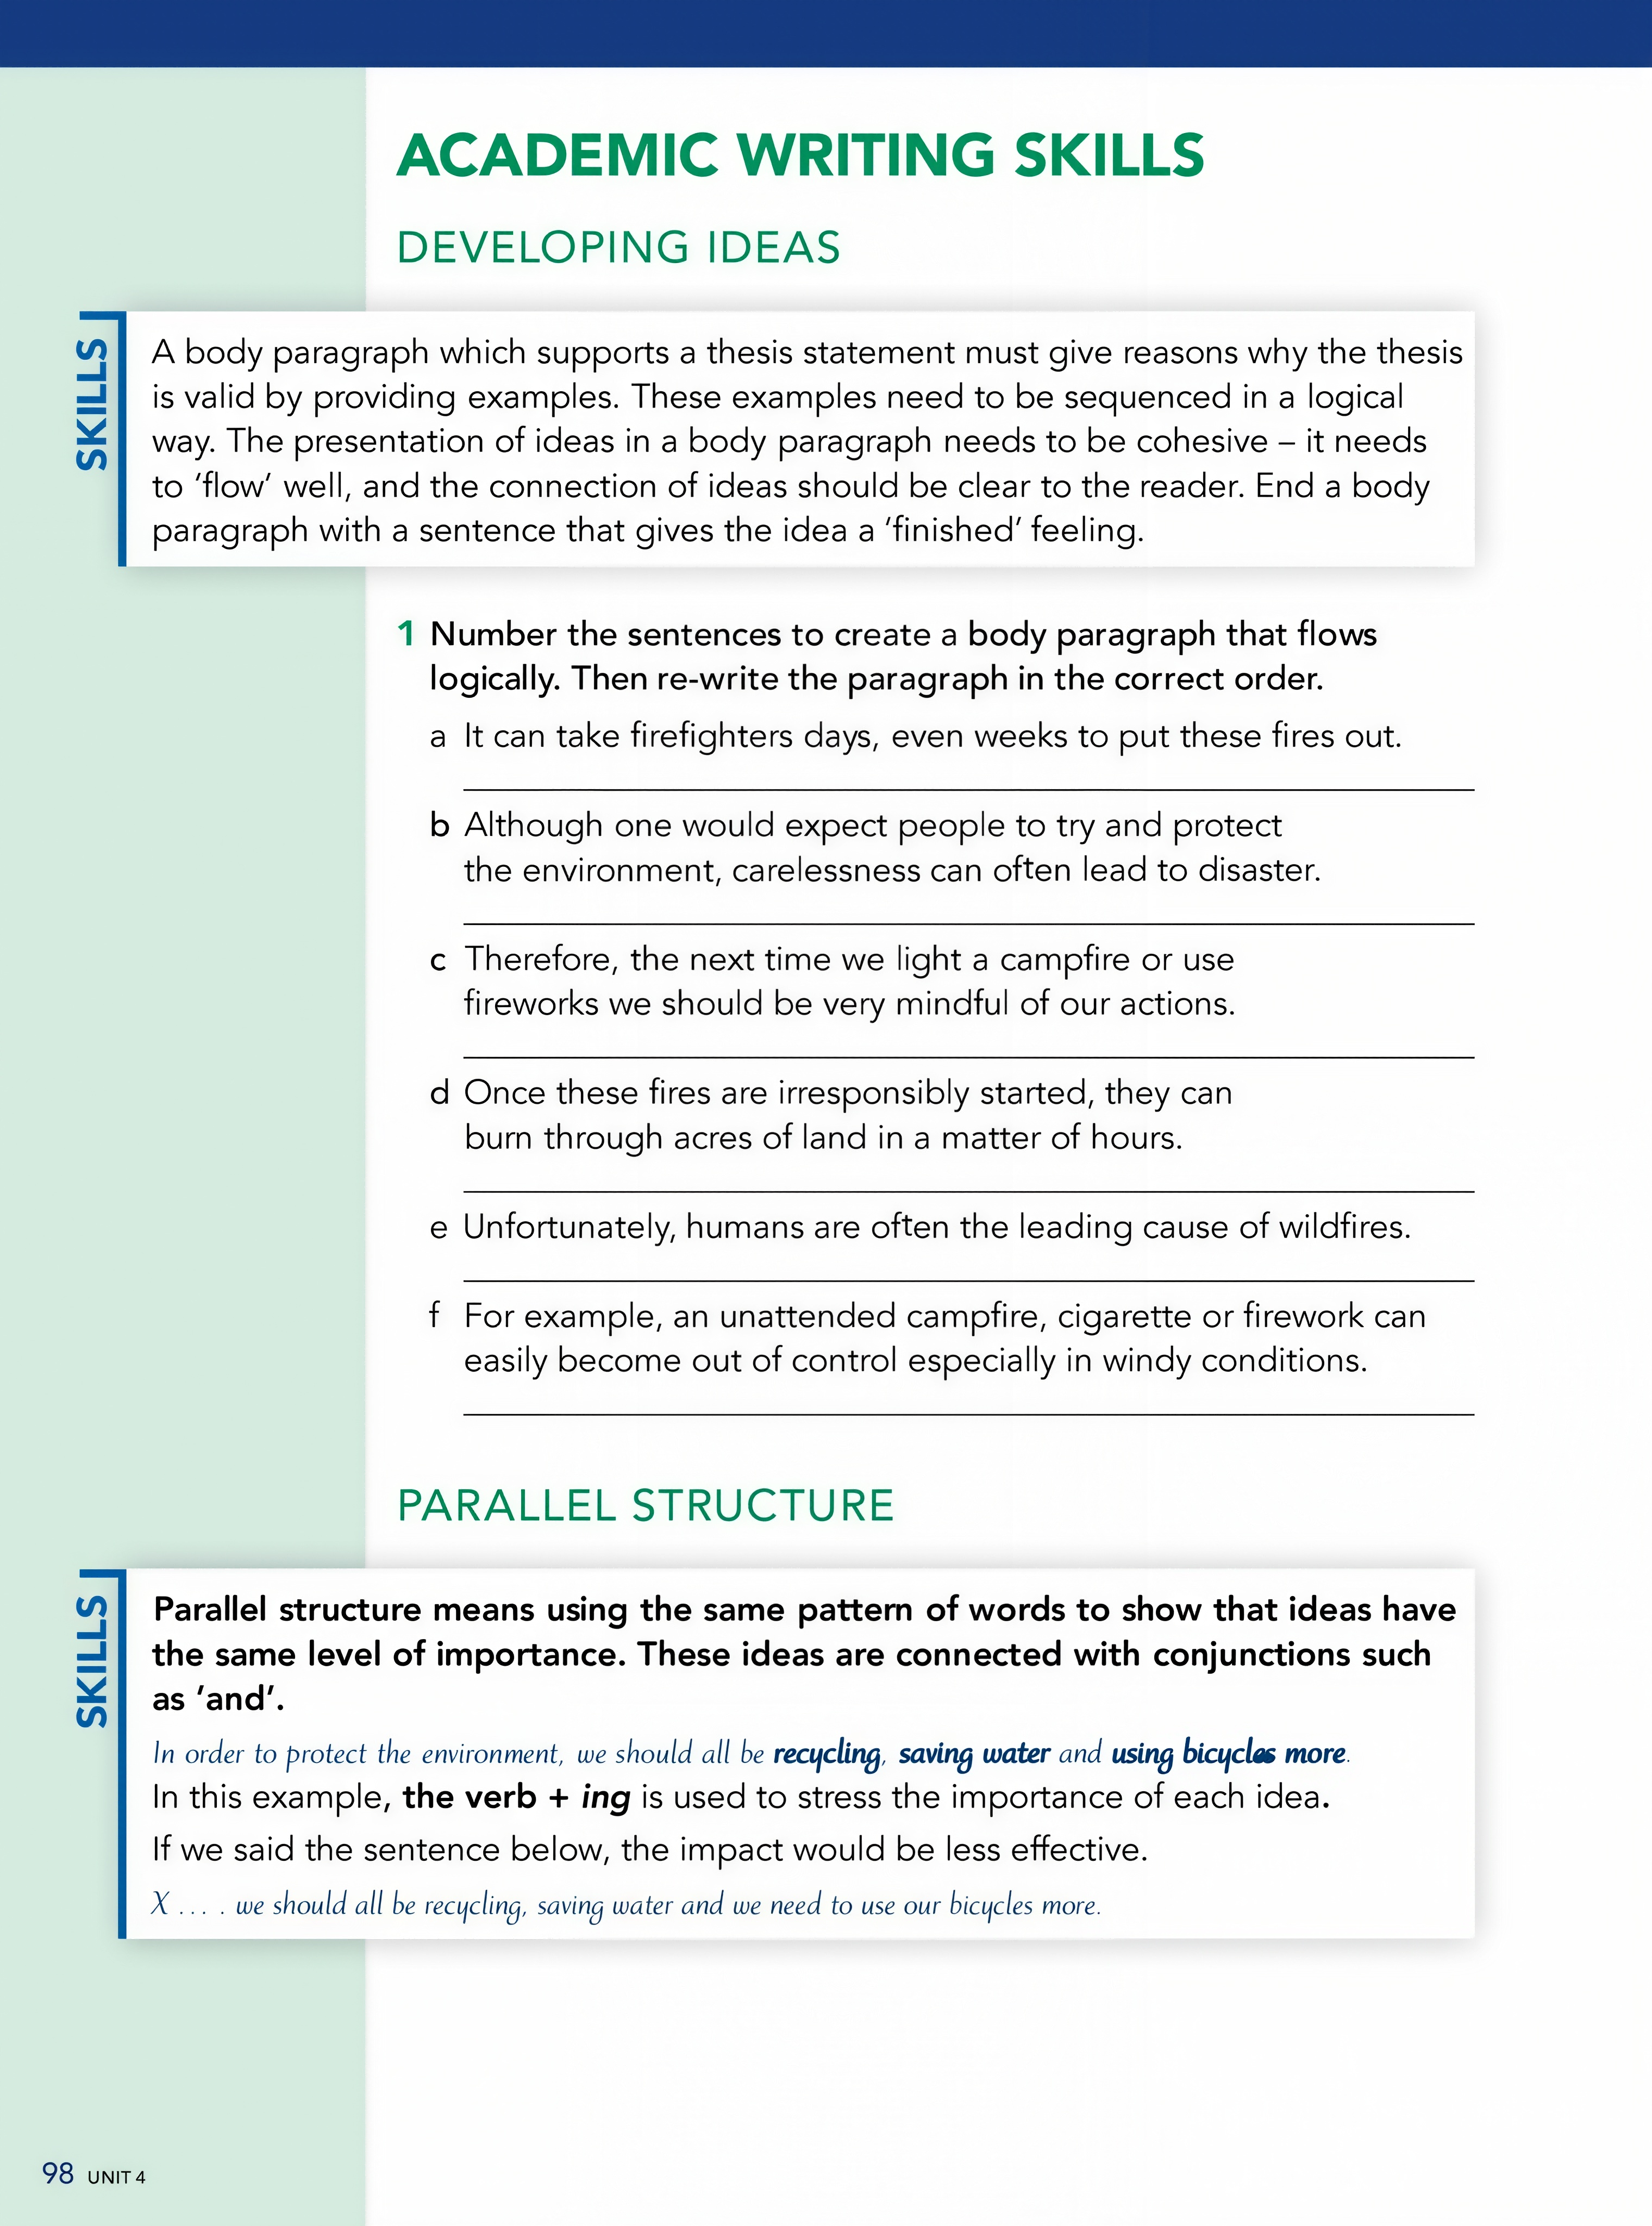 ACADEMIC WRITING SKILLS
DEVELOPING IDEAS
SKILLS
A body paragraph which supports a thesis statement must give reasons why the thesis
is valid by providing examples. These examples need to be sequenced in a logical
way. The presentation of ideas in a body paragraph needs to be cohesive – it needs
to ‘flow’ well, and the connection of ideas should be clear to the reader. End a body
paragraph with a sentence that gives the idea a ‘finished’ feeling.
1 Number the sentences to create a body paragraph that flows
logically. Then re-write the paragraph in the correct order.
a It can take firefighters days, even weeks to put these fires out.
b Although one would expect people to try and protect
the environment, carelessness can often lead to disaster.
c Therefore, the next time we light a campfire or use
fireworks we should be very mindful of our actions.
d Once these fires are irresponsibly started, they can
burn through acres of land in a matter of hours.
e Unfortunately, humans are often the leading cause of wildfires.
f For example, an unattended campfire, cigarette or firework can
easily become out of control especially in windy conditions.
PARALLEL STRUCTURE
SKILLS
Parallel structure means using the same pattern of words to show that ideas have
the same level of importance. These ideas are connected with conjunctions such
as ‘and’.
In order to protect the environment, we should all be recycling, saving water and using bicycles more.
In this example, the verb + ing is used to stress the importance of each idea.
If we said the sentence below, the impact would be less effective.
X ... . we should all be recycling, saving water and we need to use our bicycles more.
98 UNIT 4